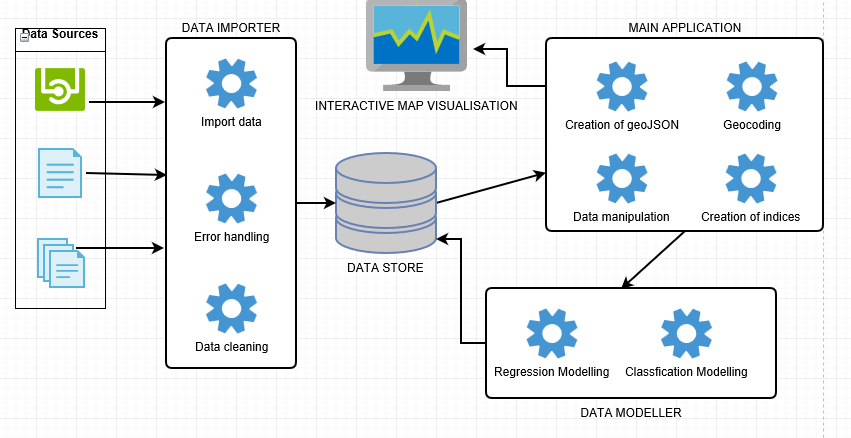 Data Sources
DATA IMPORTER
Import data
Error handling
Data cleaning
INTERACTIVE MAP VISUALISATION
DATA STORE
MAIN APPLICATION
Creation of geoJSON
Geocoding
Data manipulation
Creation of indices
Regression Modelling
Classfication Modelling
DATA MODELLER